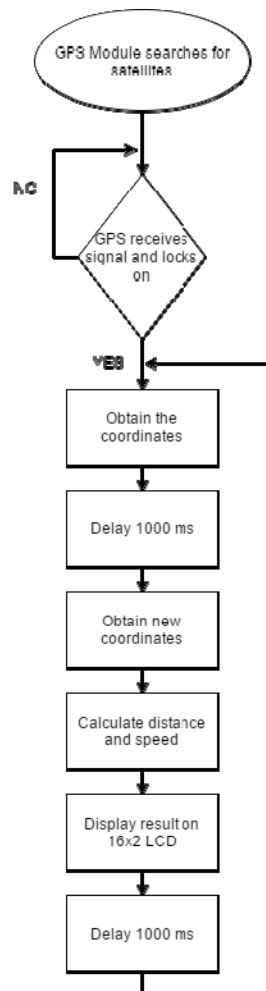 GPS Module searches for
satellites
NO
GPS receives
signal and locks
on
YES
Obtain the
coordinates
Delay 1000 ms
Obtain new
coordinates
Calculate distance
and speed
Display result on
16x2 LCD
Delay 1000 ms